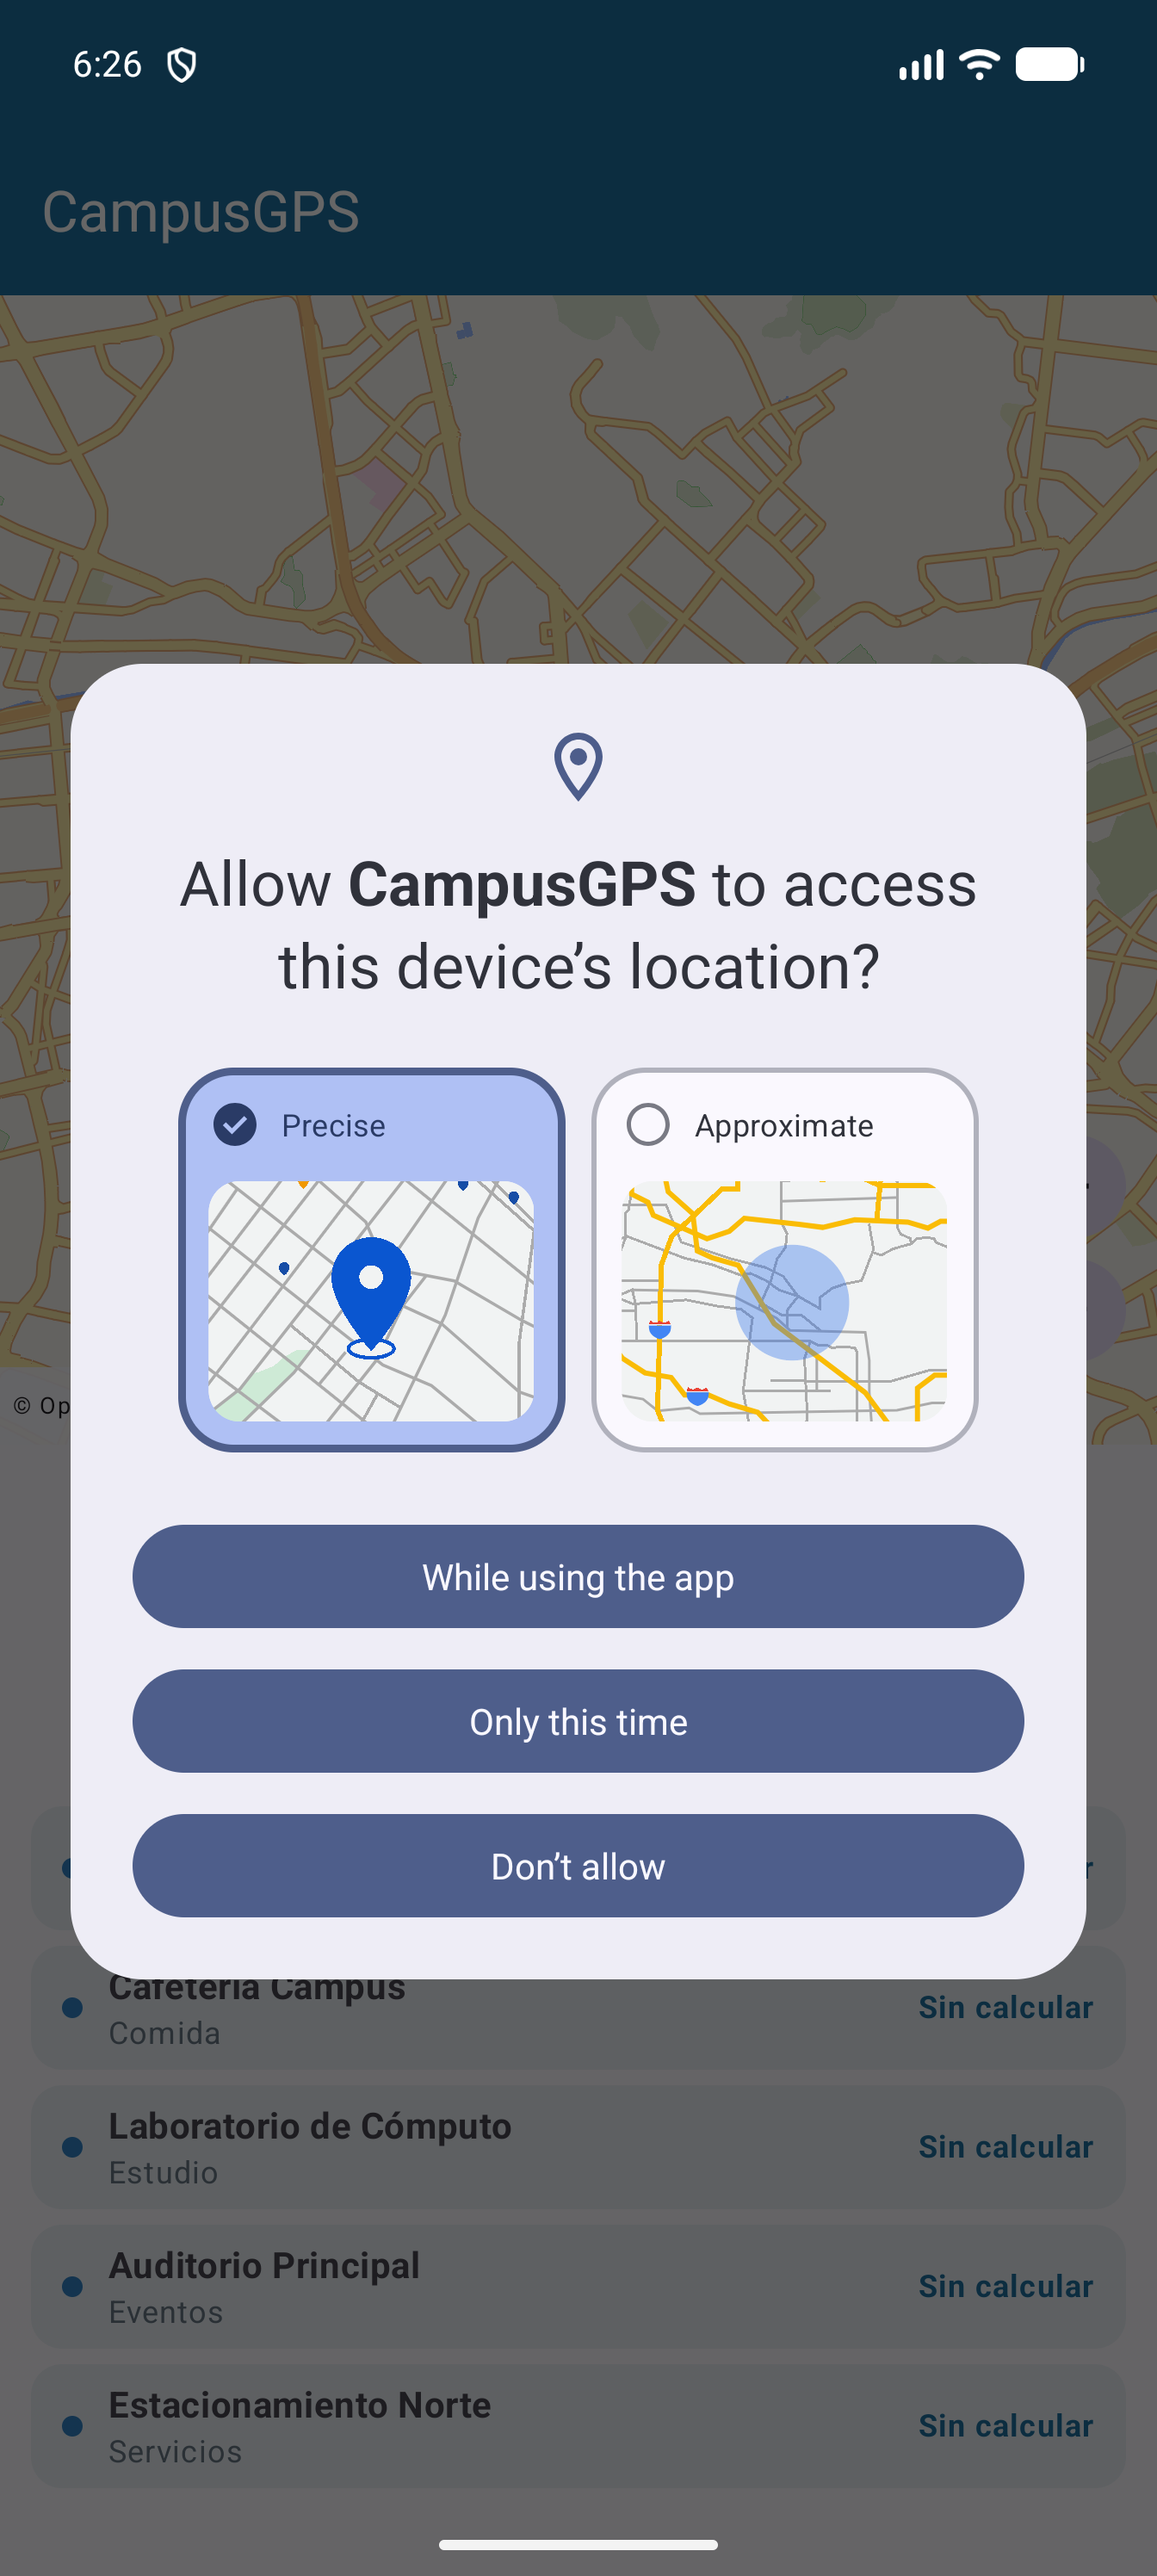 6:26
CampusGPS
Allow CampusGPS to access
this device’s location?
Precise
Approximate
© Op
While using the app
Only this time
Don’t allow
Cafetería Campus
Comida
Sin calcular
Laboratorio de Cómputo
Estudio
Sin calcular
Auditorio Principal
Eventos
Sin calcular
Estacionamiento Norte
Servicios
Sin calcular